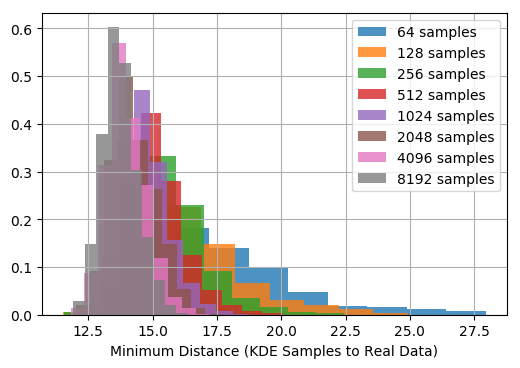 0.6
0.5
0.4
0.3
0.2
0.1
0.0
64 samples
128 samples
256 samples
512 samples
1024 samples
2048 samples
4096 samples
8192 samples
12.5 15.0 17.5 20.0 22.5 25.0 27.5
Minimum Distance (KDE Samples to Real Data)